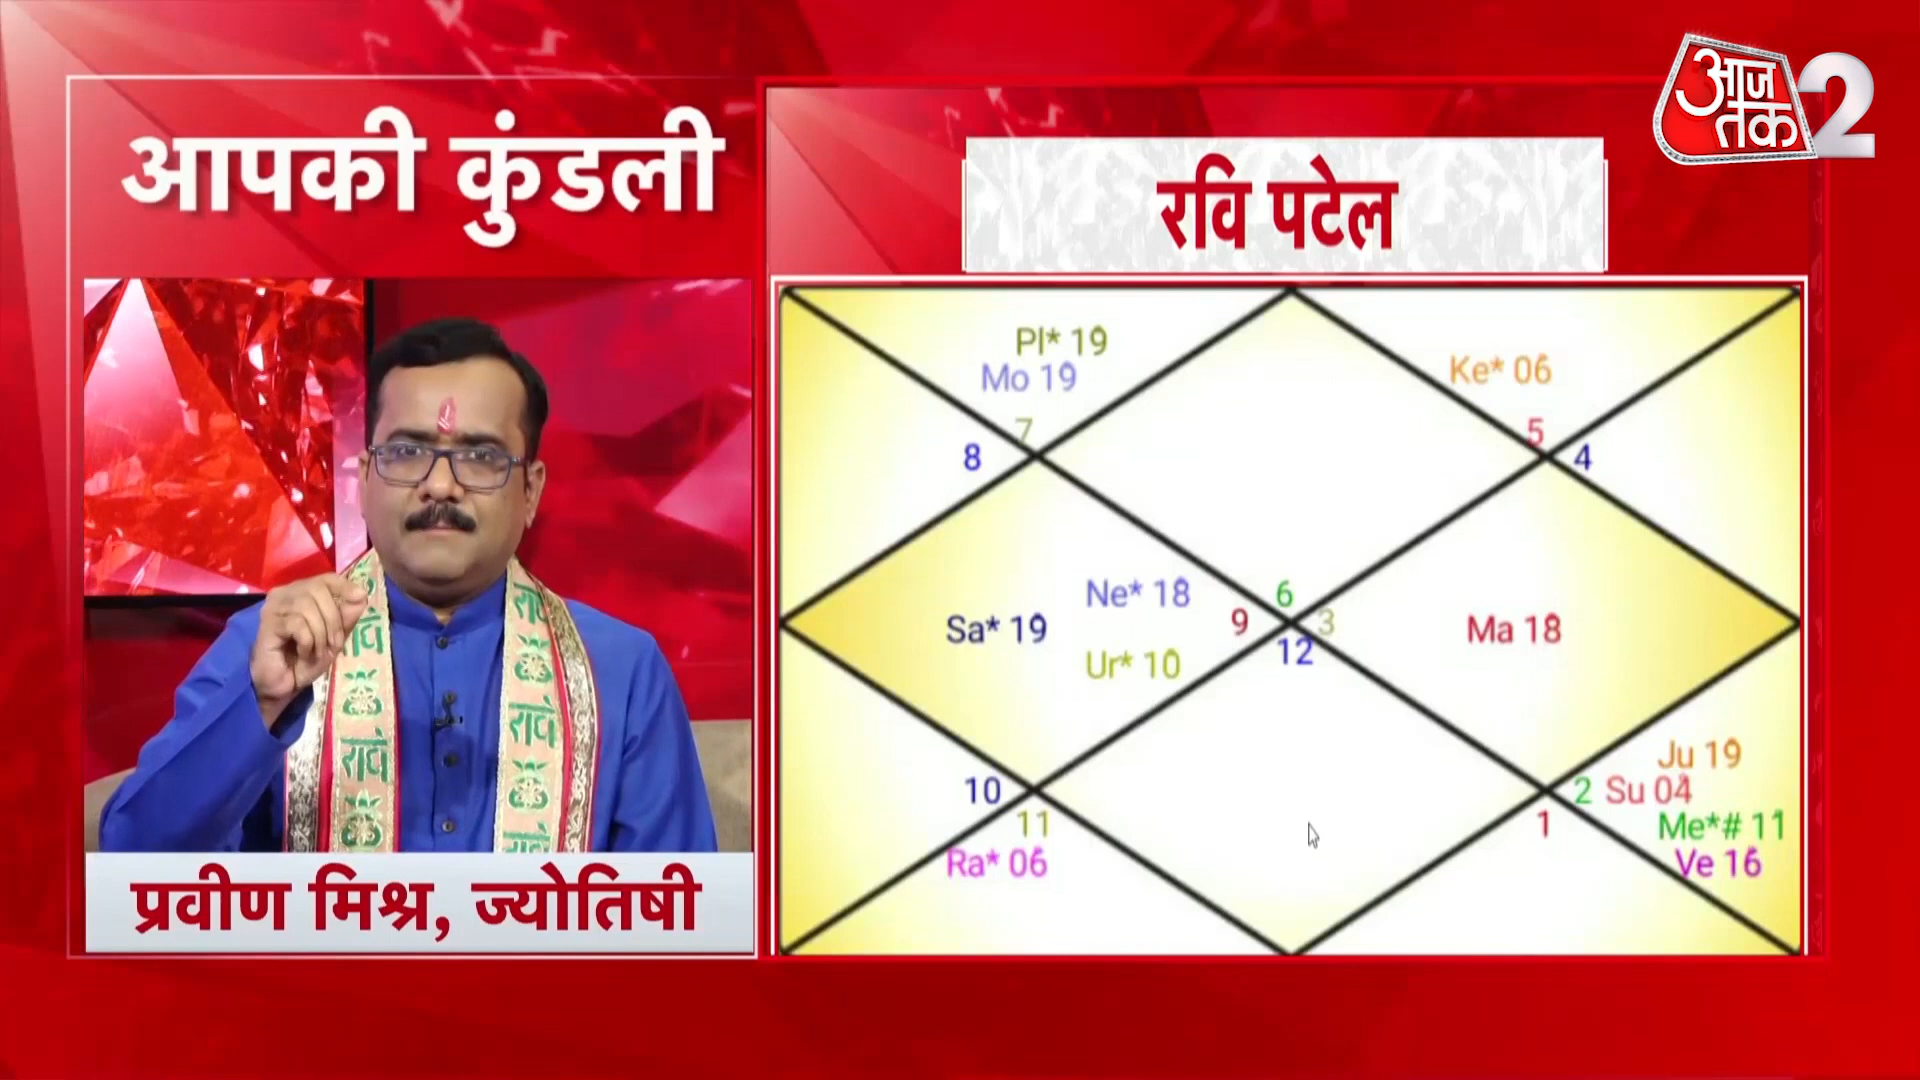 आज
तक 2
आपकी कुंडली
रवि पटेल
Pl* 19
Mo 19
7
8
Ke* 06
5
4
Ne* 18
Sa* 19
Ur* 10
6
9
3
12
Ma 18
10
11
Ra* 06
1
2
Ju 19
Su 04
Me*# 11
Ve 16
राधे
राधे
राधे
राधे
प्रवीण मिश्र, ज्योतिषी